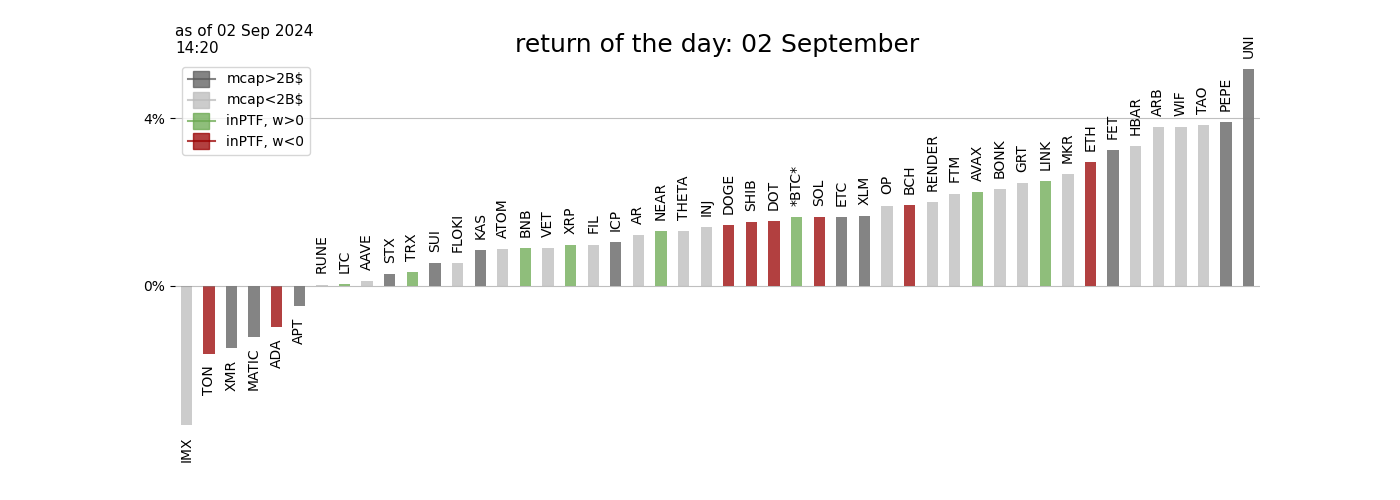 as of 02 Sep 2024
14:20
return of the day: 02 September
mcap>2B$
mcap<2B$
inPTF, w>0
inPTF, w<0
4%
0%
IMX
TON
XMR
MATIC
ADA
APT
RUNE
LTC
AAVE
STX
TRX
SUI
FLOKI
KAS
ATOM
BNB
VET
XRP
FIL
ICP
AR
NEAR
THETA
INJ
DOGE
SHIB
DOT
*BTC*
SOL
ETC
XLM
OP
BCH
RENDER
FTM
AVAX
BONK
GRT
LINK
MKR
ETH
FET
HBAR
ARB
WIF
TAO
PEPE
UNI